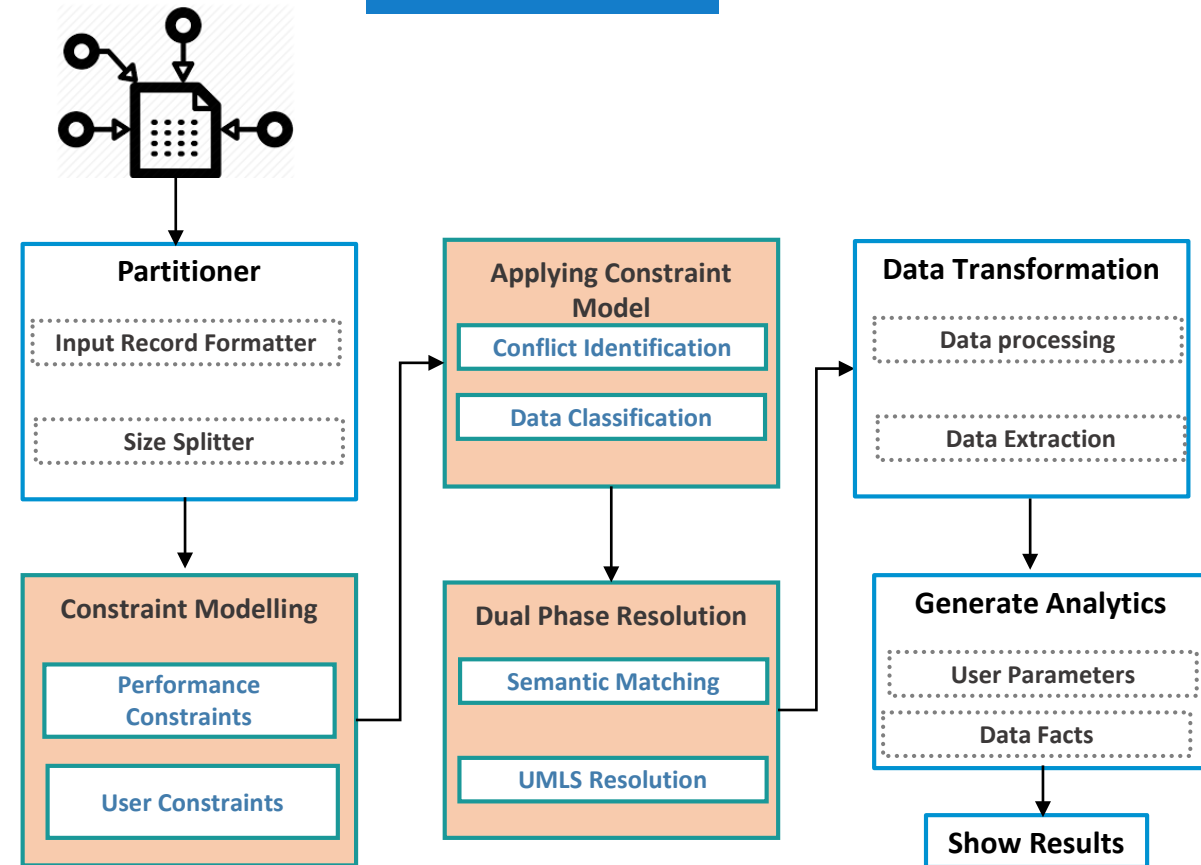 Partitioner
Input Record Formatter
Size Splitter
Constraint Modelling
Performance
Constraints
User Constraints
Applying Constraint
Model
Conflict Identification
Data Classification
Dual Phase Resolution
Semantic Matching
UMLS Resolution
Data Transformation
Data processing
Data Extraction
Generate Analytics
User Parameters
Data Facts
Show Results